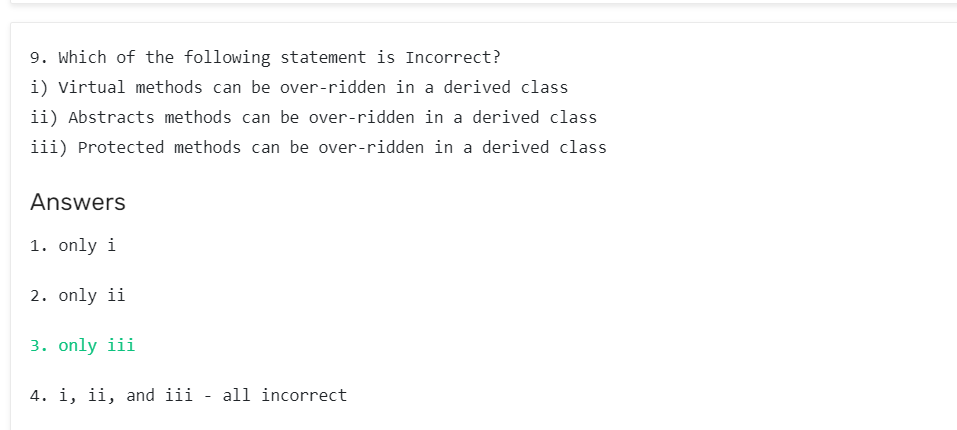 9. Which of the following statement is Incorrect?
i) Virtual methods can be over-ridden in a derived class
ii) Abstracts methods can be over-ridden in a derived class
iii) Protected methods can be over-ridden in a derived class
Answers
1. only i
2. only ii
3. only iii
4. i, ii, and iii - all incorrect